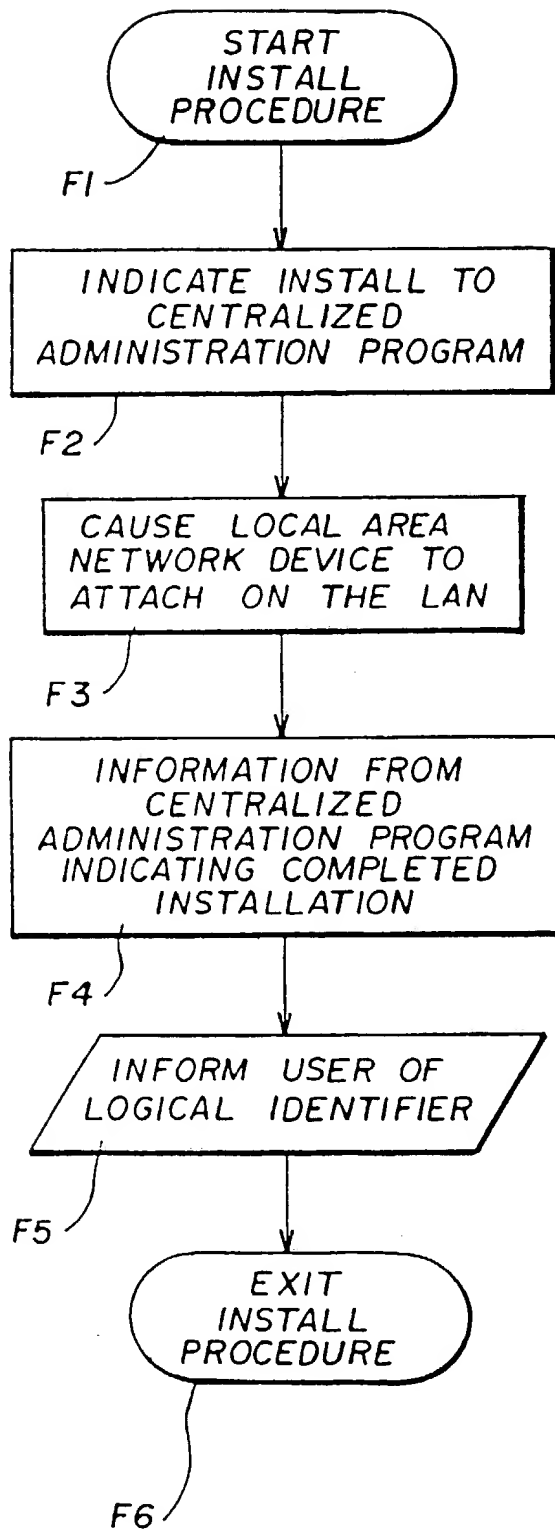 START
INSTALL
PROCEDURE
F1
INDICATE INSTALL TO
CENTRALIZED
ADMINISTRATION PROGRAM
F2
CAUSE LOCAL AREA
NETWORK DEVICE TO
ATTACH ON THE LAN
F3
INFORMATION FROM
CENTRALIZED
ADMINISTRATION PROGRAM
INDICATING COMPLETED
INSTALLATION
F4
INFORM USER OF
LOGICAL IDENTIFIER
F5
EXIT
INSTALL
PROCEDURE
F6